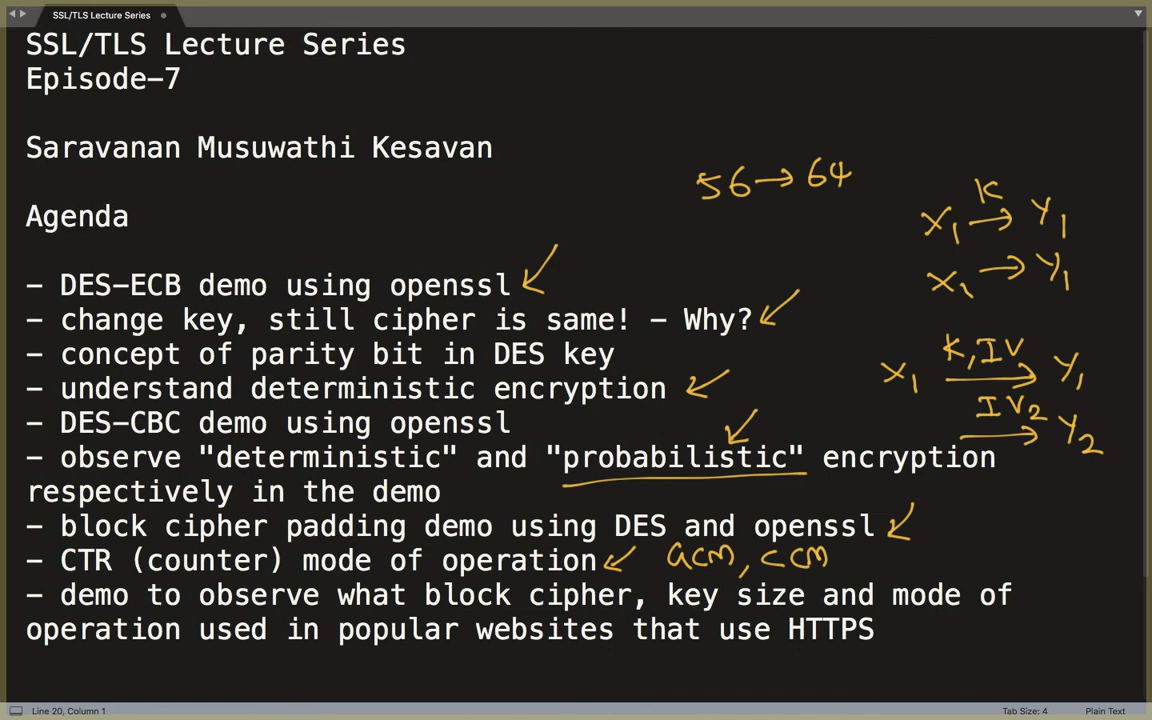 SSL/TLS Lecture Series
SSL/TLS Lecture Series
Episode-7
Saravanan Musuwathi Kesavan
56 → 64
Agenda
K
X1 → Y1
X1 → Y1
- DES-ECB demo using openssl
- change key, still cipher is same! - Why?
- concept of parity bit in DES key
K, IV
X1 → Y1
- understand deterministic encryption
IV2
→ Y2
- DES-CBC demo using openssl
- observe "deterministic" and "probabilistic" encryption
respectively in the demo
- block cipher padding demo using DES and openssl
- CTR (counter) mode of operation GCM, CCM
- demo to observe what block cipher, key size and mode of
operation used in popular websites that use HTTPS
Line 20, Column 1
Tab Size: 4
Plain Text